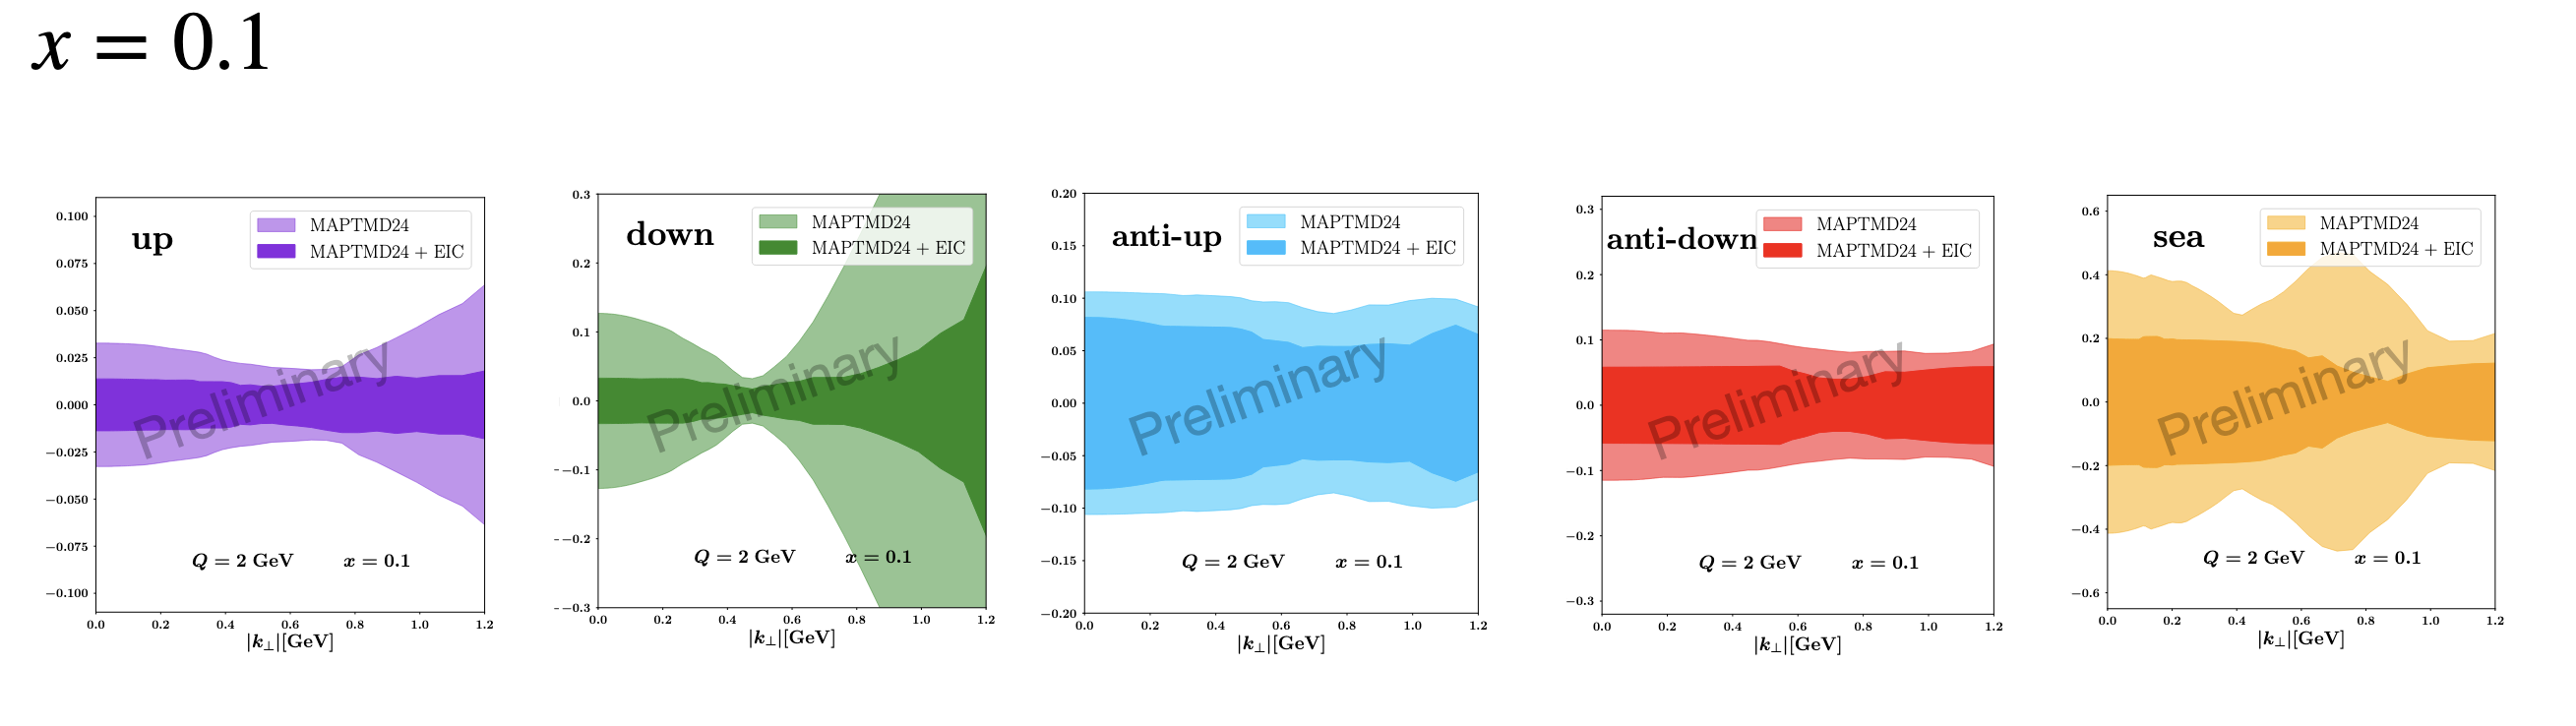 x = 0.1
up
MAPTMD24
MAPTMD24 + EIC
0.100
0.075
0.050
0.025
0.000
−0.025
−0.050
−0.075
−0.100
Preliminary
Q = 2 GeV x = 0.1
0.0 0.2 0.4 0.6 0.8 1.0 1.2
|k⊥|[GeV]
down
MAPTMD24
MAPTMD24 + EIC
0.3
0.2
0.1
0.0
−0.1
−0.2
−0.3
Preliminary
Q = 2 GeV x = 0.1
0.0 0.2 0.4 0.6 0.8 1.0 1.2
|k⊥|[GeV]
anti-up
MAPTMD24
MAPTMD24 + EIC
0.20
0.15
0.10
0.05
0.00
−0.05
−0.10
−0.15
−0.20
Preliminary
Q = 2 GeV x = 0.1
0.0 0.2 0.4 0.6 0.8 1.0 1.2
|k⊥|[GeV]
anti-down
MAPTMD24
MAPTMD24 + EIC
0.3
0.2
0.1
0.0
−0.1
−0.2
−0.3
Preliminary
Q = 2 GeV x = 0.1
0.0 0.2 0.4 0.6 0.8 1.0 1.2
|k⊥|[GeV]
sea
MAPTMD24
MAPTMD24 + EIC
0.6
0.4
0.2
0.0
−0.2
−0.4
−0.6
Preliminary
Q = 2 GeV x = 0.1
0.0 0.2 0.4 0.6 0.8 1.0 1.2
|k⊥|[GeV]